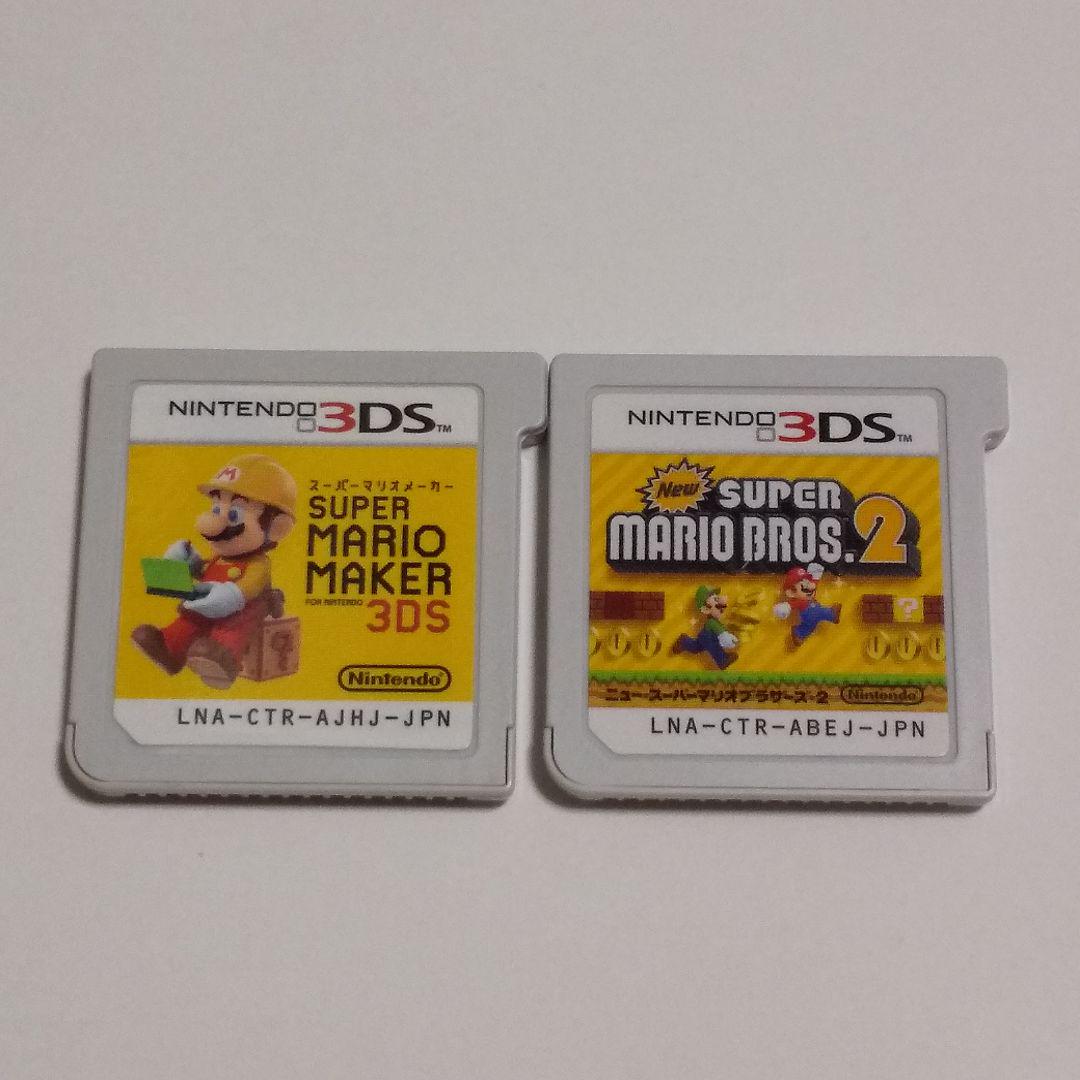 NINTENDO 3DS™
スーパーマリオメーカー
SUPER
MARIO
MAKER
FOR NINTENDO
3DS
Nintendo
LNA-CTR-AJHJ-JPN
NINTENDO 3DS™
New SUPER
MARIO BROS. 2
ニュー・スーパーマリオブラザーズ・2
Nintendo
LNA-CTR-ABEJ-JPN